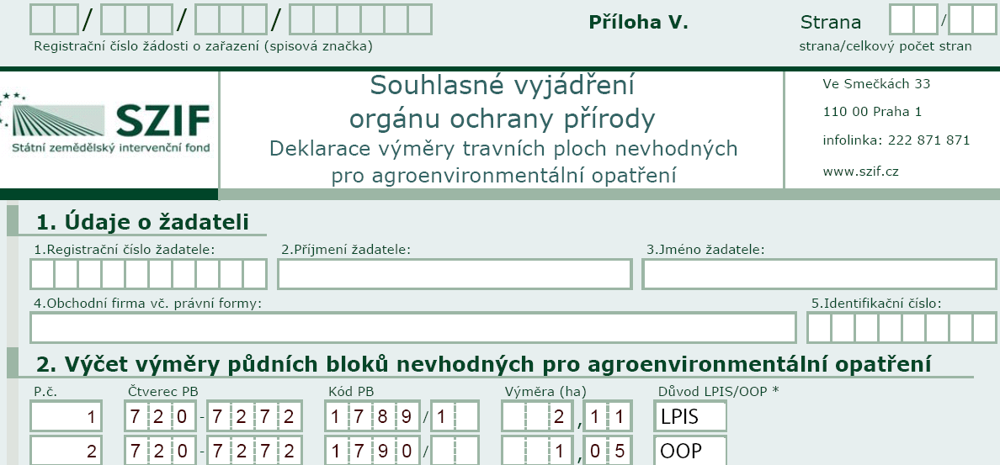 / / /
Příloha V.
Strana /
Registrační číslo žádosti o zařazení (spisová značka)
strana/celkový počet stran
SZIF
Státní zemědělský intervenční fond
Souhlasné vyjádření
orgánu ochrany přírody
Deklarace výměry travních ploch nevhodných
pro agroenvironmentální opatření
Ve Smečkách 33
110 00 Praha 1
infolinka: 222 871 871
www.szif.cz
1. Údaje o žadateli
1.Registrační číslo žadatele: 2.Příjmení žadatele: 3.Jméno žadatele:
4.Obchodní firma vč. právní formy: 5.Identifikační číslo:
2. Výčet výměry půdních bloků nevhodných pro agroenvironmentální opatření
P.č. Čtverec PB Kód PB Výměra (ha) Důvod LPIS/OOP *
1 720-7272 1789/1 2,11 LPIS
2 720-7272 1790/ 1,05 OOP